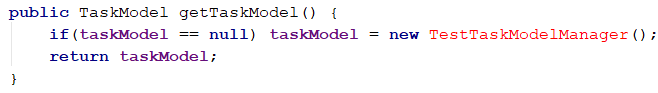 public TaskModel getTaskModel() {
if(taskModel == null) taskModel = new TestTaskModelManager();
return taskModel;
}